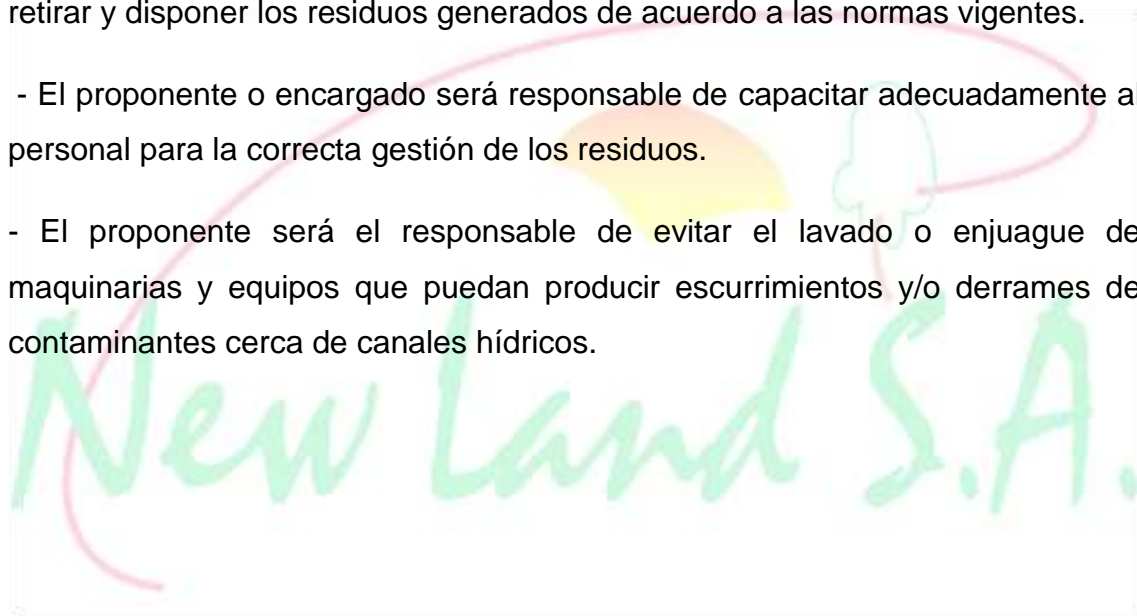 retirar y disponer los residuos generados de acuerdo a las normas vigentes.
- El proponente o encargado será responsable de capacitar adecuadamente al
personal para la correcta gestión de los residuos.
- El proponente será el responsable de evitar el lavado o enjuague de
maquinarias y equipos que puedan producir escurrimientos y/o derrames de
contaminantes cerca de canales hídricos.
New Land S.A.